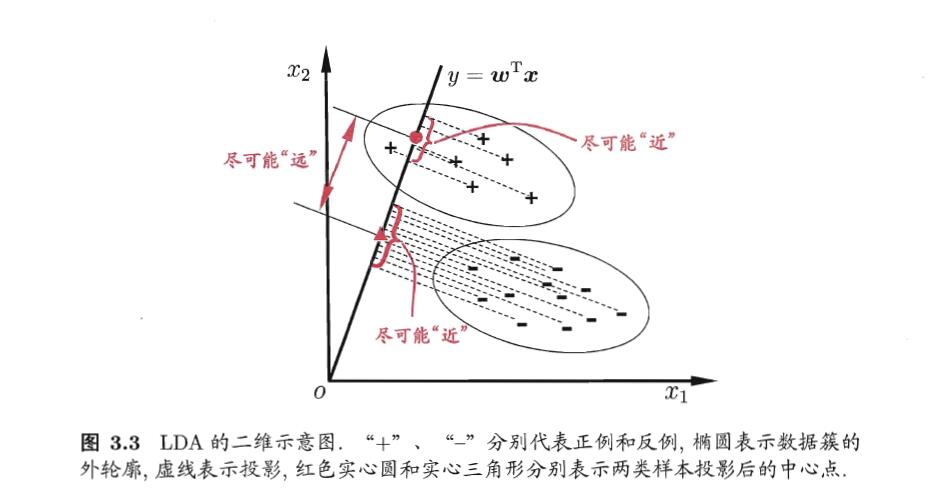 x₂
y = wᵀx
尽可能“远”
尽可能“近”
尽可能“近”
O
x₁
图 3.3 LDA 的二维示意图. “+”、“–”分别代表正例和反例, 椭圆表示数据簇的
外轮廓, 虚线表示投影, 红色实心圆和实心三角形分别表示两类样本投影后的中心点.